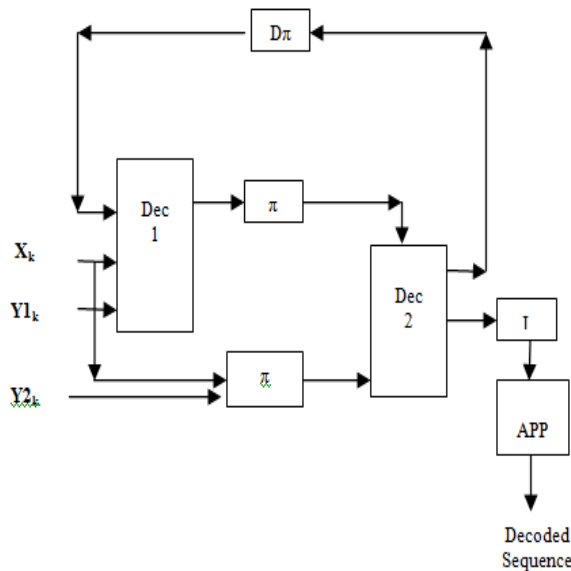 Dπ
Dec
1
π
Xₖ
Y1ₖ
Dec
2
π
Y2ₖ
APP
Decoded
Sequence